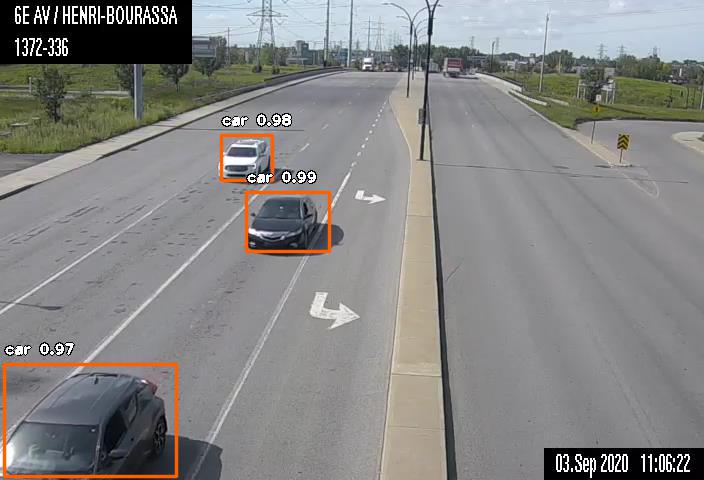 6E AV / HENRI-BOURASSA
1372-336
car 0.98
car 0.99
car 0.97
03.Sep 2020 11:06:22